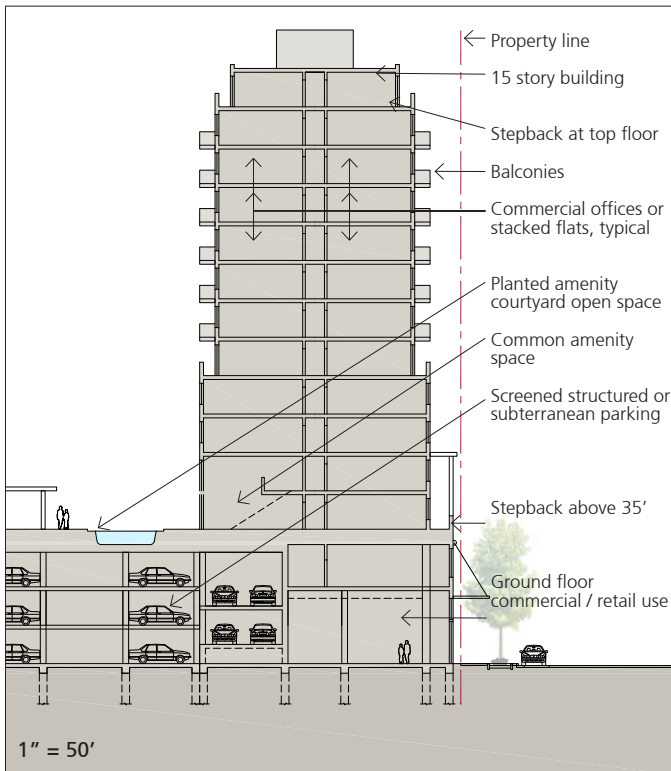 Property line
15 story building
Stepback at top floor
Balconies
Commercial offices or
stacked flats, typical
Planted amenity
courtyard open space
Common amenity
space
Screened structured or
subterranean parking
Stepback above 35’
Ground floor
commercial / retail use
1” = 50’